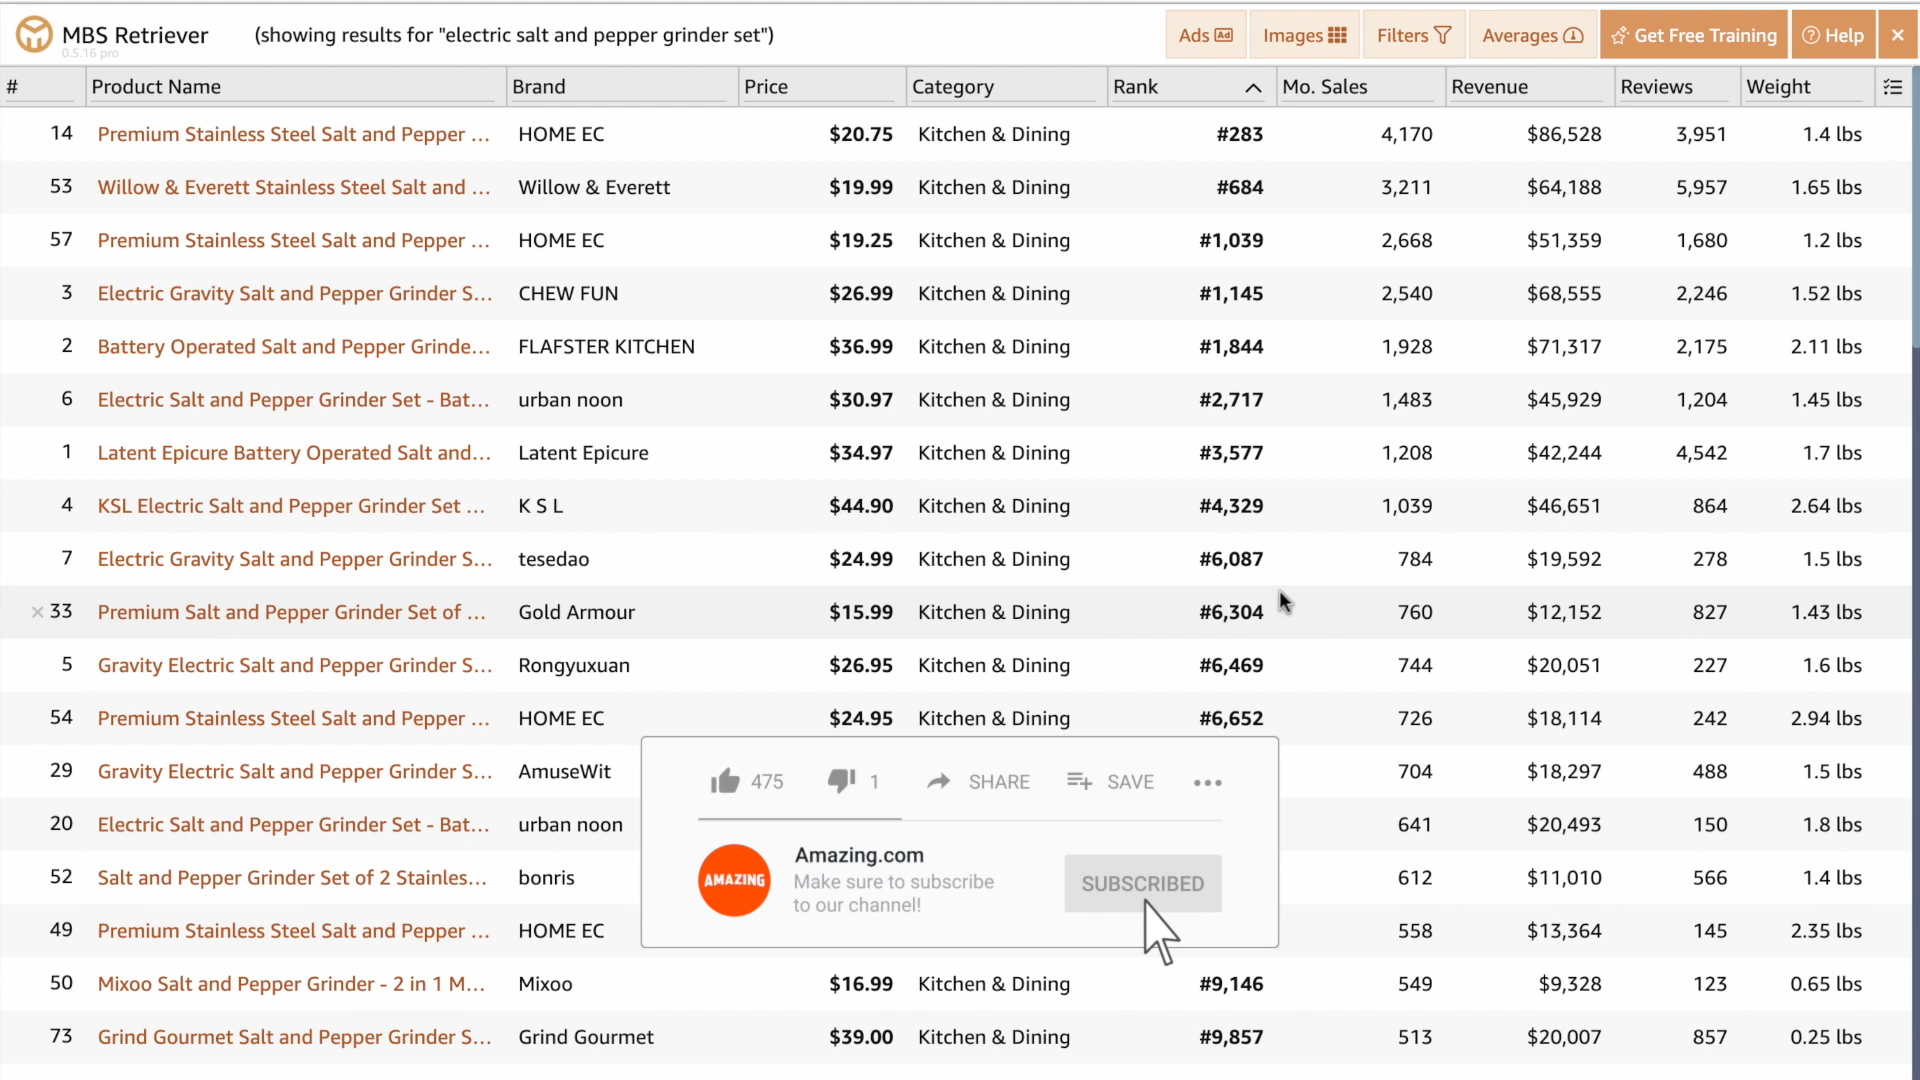 MBS Retriever
0.5.16 pro
(showing results for "electric salt and pepper grinder set")
Ads Ad Images Filters Averages Get Free Training Help ×
# Product Name Brand Price Category Rank Mo. Sales Revenue Reviews Weight
14 Premium Stainless Steel Salt and Pepper ... HOME EC $20.75 Kitchen & Dining #283 4,170 $86,528 3,951 1.4 lbs
53 Willow & Everett Stainless Steel Salt and ... Willow & Everett $19.99 Kitchen & Dining #684 3,211 $64,188 5,957 1.65 lbs
57 Premium Stainless Steel Salt and Pepper ... HOME EC $19.25 Kitchen & Dining #1,039 2,668 $51,359 1,680 1.2 lbs
3 Electric Gravity Salt and Pepper Grinder S... CHEW FUN $26.99 Kitchen & Dining #1,145 2,540 $68,555 2,246 1.52 lbs
2 Battery Operated Salt and Pepper Grinde... FLAFSTER KITCHEN $36.99 Kitchen & Dining #1,844 1,928 $71,317 2,175 2.11 lbs
6 Electric Salt and Pepper Grinder Set - Bat... urban noon $30.97 Kitchen & Dining #2,717 1,483 $45,929 1,204 1.45 lbs
1 Latent Epicure Battery Operated Salt and... Latent Epicure $34.97 Kitchen & Dining #3,577 1,208 $42,244 4,542 1.7 lbs
4 KSL Electric Salt and Pepper Grinder Set ... K S L $44.90 Kitchen & Dining #4,329 1,039 $46,651 864 2.64 lbs
7 Electric Gravity Salt and Pepper Grinder S... tesedao $24.99 Kitchen & Dining #6,087 784 $19,592 278 1.5 lbs
× 33 Premium Salt and Pepper Grinder Set of ... Gold Armour $15.99 Kitchen & Dining #6,304 760 $12,152 827 1.43 lbs
5 Gravity Electric Salt and Pepper Grinder S... Rongyuxuan $26.95 Kitchen & Dining #6,469 744 $20,051 227 1.6 lbs
54 Premium Stainless Steel Salt and Pepper ... HOME EC $24.95 Kitchen & Dining #6,652 726 $18,114 242 2.94 lbs
29 Gravity Electric Salt and Pepper Grinder S... AmuseWit 704 $18,297 488 1.5 lbs
20 Electric Salt and Pepper Grinder Set - Bat... urban noon 641 $20,493 150 1.8 lbs
52 Salt and Pepper Grinder Set of 2 Stainles... bonris 612 $11,010 566 1.4 lbs
49 Premium Stainless Steel Salt and Pepper ... HOME EC 558 $13,364 145 2.35 lbs
50 Mixoo Salt and Pepper Grinder - 2 in 1 M... Mixoo $16.99 Kitchen & Dining #9,146 549 $9,328 123 0.65 lbs
73 Grind Gourmet Salt and Pepper Grinder S... Grind Gourmet $39.00 Kitchen & Dining #9,857 513 $20,007 857 0.25 lbs
475 1 SHARE SAVE
AMAZING
Amazing.com
Make sure to subscribe
to our channel!
SUBSCRIBED